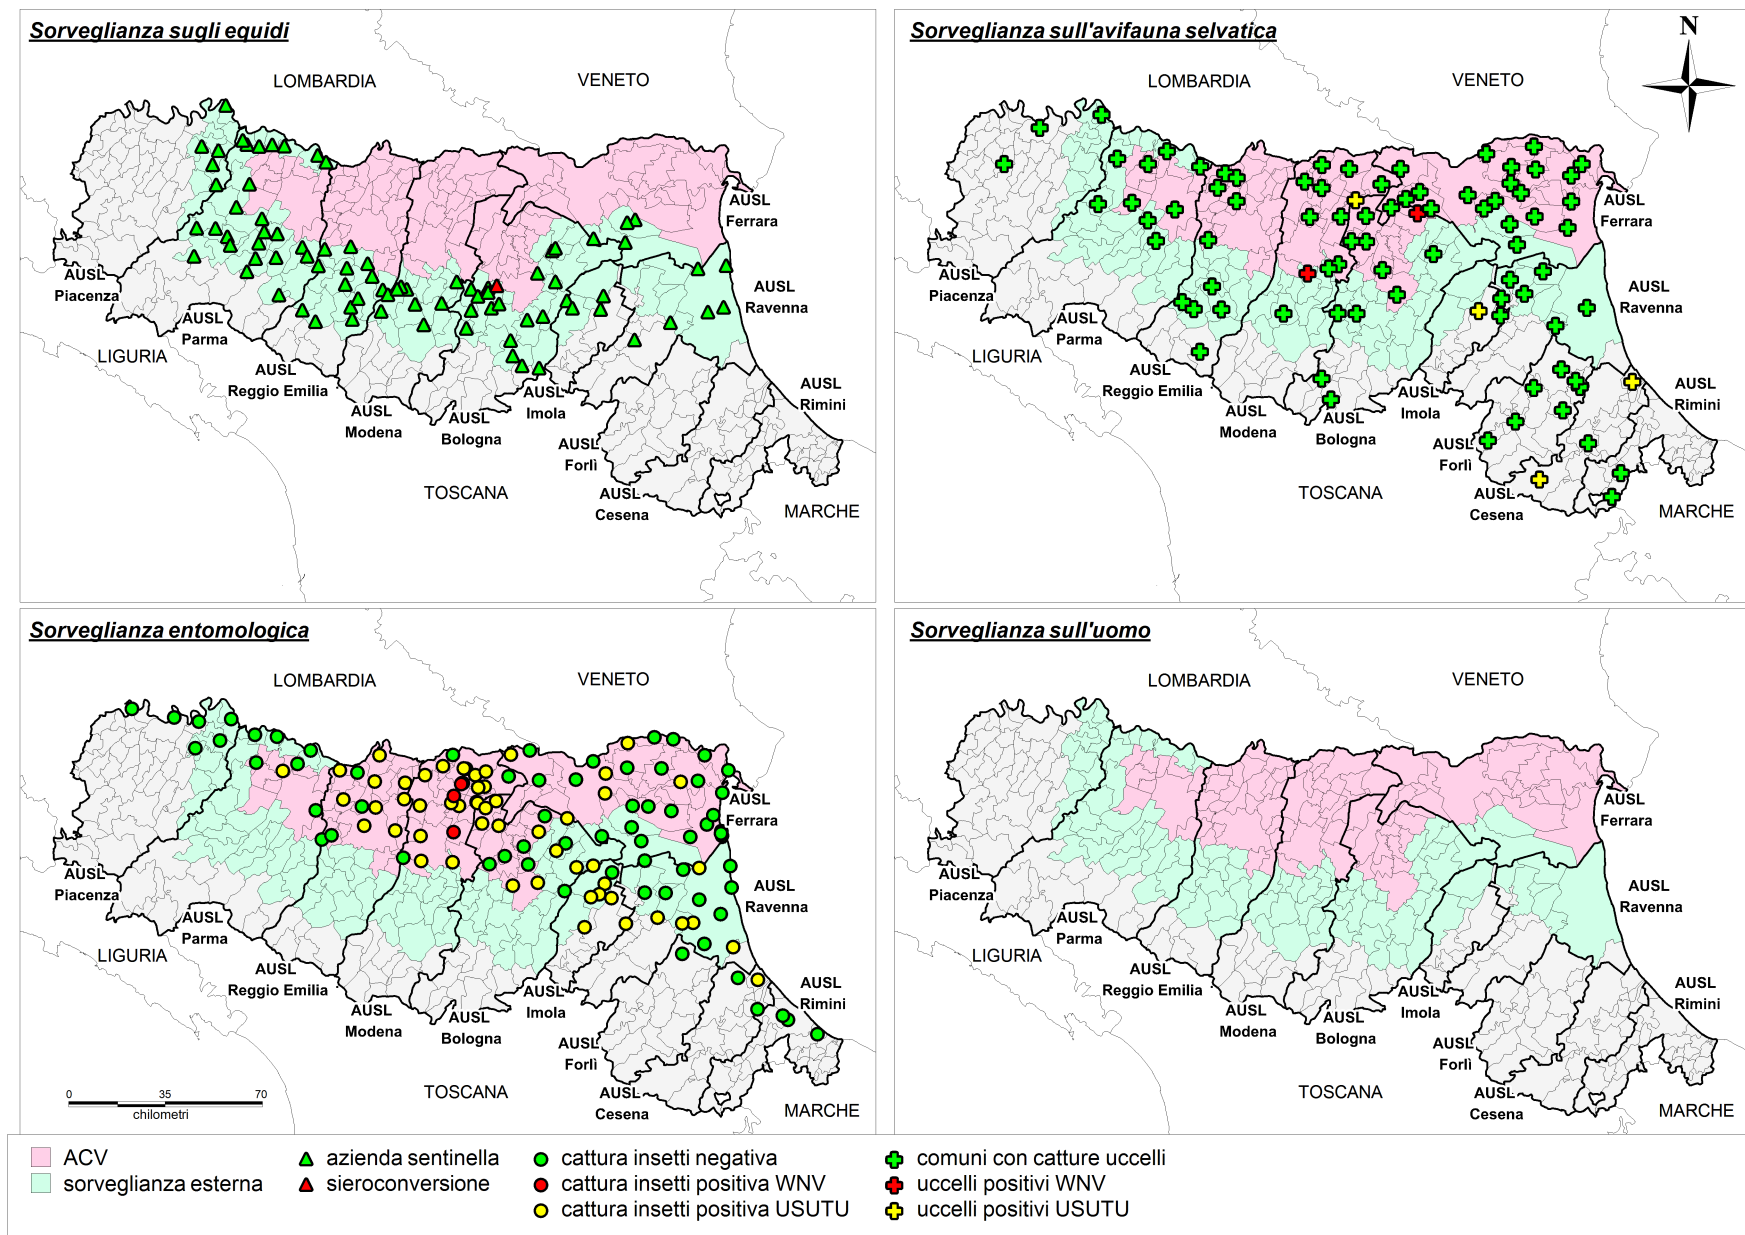 Sorveglianza sugli equidi
LOMBARDIA
VENETO
AUSL
Ferrara
AUSL
Piacenza
AUSL
Ravenna
AUSL
Parma
LIGURIA
AUSL
Reggio Emilia
AUSL
Rimini
AUSL
Imola
AUSL
Modena
AUSL
Bologna
AUSL
Forlì
TOSCANA
AUSL
Cesena
MARCHE
Sorveglianza sull'avifauna selvatica
N
LOMBARDIA
VENETO
AUSL
Ferrara
AUSL
Piacenza
AUSL
Ravenna
AUSL
Parma
LIGURIA
AUSL
Reggio Emilia
AUSL
Rimini
AUSL
Imola
AUSL
Modena
AUSL
Bologna
AUSL
Forlì
TOSCANA
AUSL
Cesena
MARCHE
Sorveglianza entomologica
LOMBARDIA
VENETO
AUSL
Ferrara
AUSL
Piacenza
AUSL
Ravenna
AUSL
Parma
LIGURIA
AUSL
Reggio Emilia
AUSL
Rimini
AUSL
Imola
AUSL
Modena
AUSL
Bologna
AUSL
Forlì
TOSCANA
AUSL
Cesena
MARCHE
0 35 70
chilometri
Sorveglianza sull'uomo
LOMBARDIA
VENETO
AUSL
Ferrara
AUSL
Piacenza
AUSL
Ravenna
AUSL
Parma
LIGURIA
AUSL
Reggio Emilia
AUSL
Rimini
AUSL
Imola
AUSL
Modena
AUSL
Bologna
AUSL
Forlì
TOSCANA
AUSL
Cesena
MARCHE
ACV
sorveglianza esterna
azienda sentinella
sieroconversione
cattura insetti negativa
cattura insetti positiva WNV
cattura insetti positiva USUTU
comuni con catture uccelli
uccelli positivi WNV
uccelli positivi USUTU